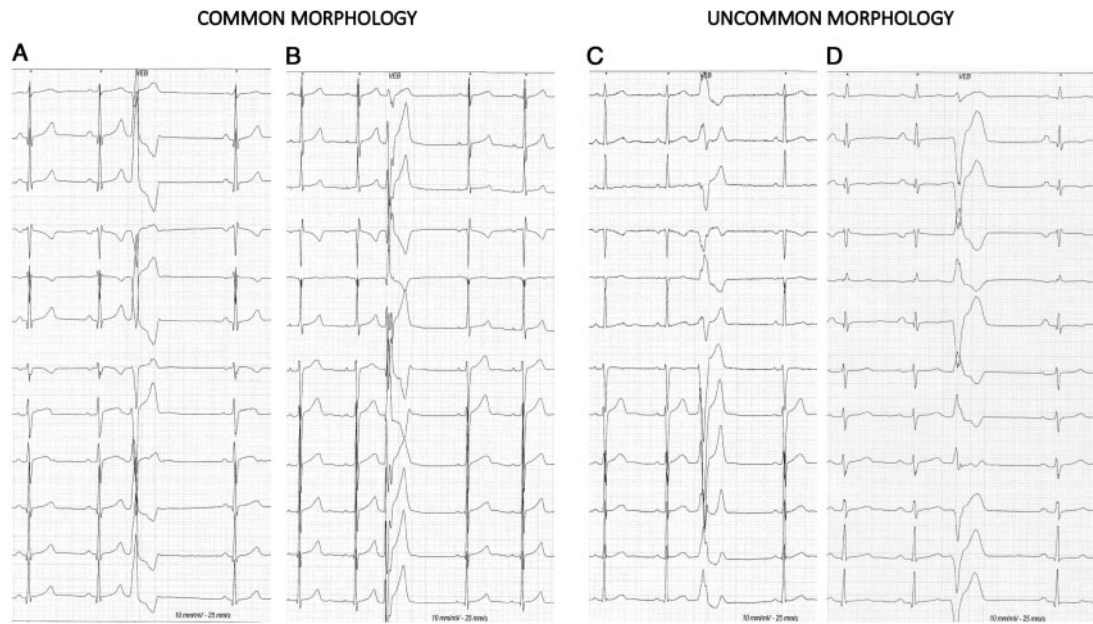 COMMON MORPHOLOGY
UNCOMMON MORPHOLOGY
A
B
C
D
VEB
VEB
VEB
VEB
10 mm/mV - 25 mm/s
10 mm/mV - 25 mm/s
10 mm/mV - 25 mm/s
10 mm/mV - 25 mm/s